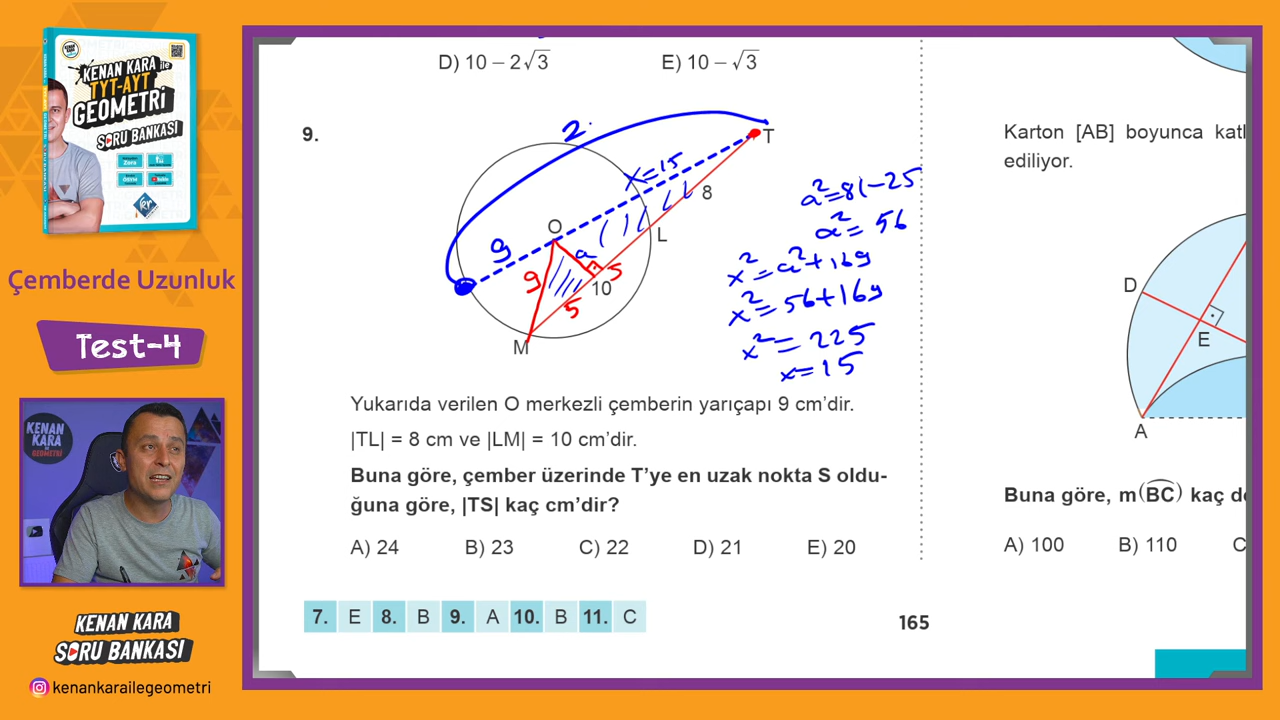 KENAN KARA ile
TYT-AYT
GEOMETRİ
SORU BANKASI
Çemberde Uzunluk
Test-4
KENAN
KARA
ile
GEOMETRİ
KENAN KARA
SORU BANKASI
kenankarailegeometri
D) 10 − 2√3
E) 10 − √3
9.
2.
T
x=15
8
L
O
9
a
9
5
10
5
M
a²=81−25
a²=56
x²=a²+169
x²=56+169
x²=225
x=15
Yukarıda verilen O merkezli çemberin yarıçapı 9 cm'dir.
|TL| = 8 cm ve |LM| = 10 cm'dir.
Buna göre, çember üzerinde T'ye en uzak nokta S oldu-
ğuna göre, |TS| kaç cm'dir?
A) 24 B) 23 C) 22 D) 21 E) 20
7. E 8. B 9. A 10. B 11. C
165
Karton [AB] boyunca katl
ediliyor.
D
E
A
Buna göre, m(BC) kaç de
A) 100 B) 110 C